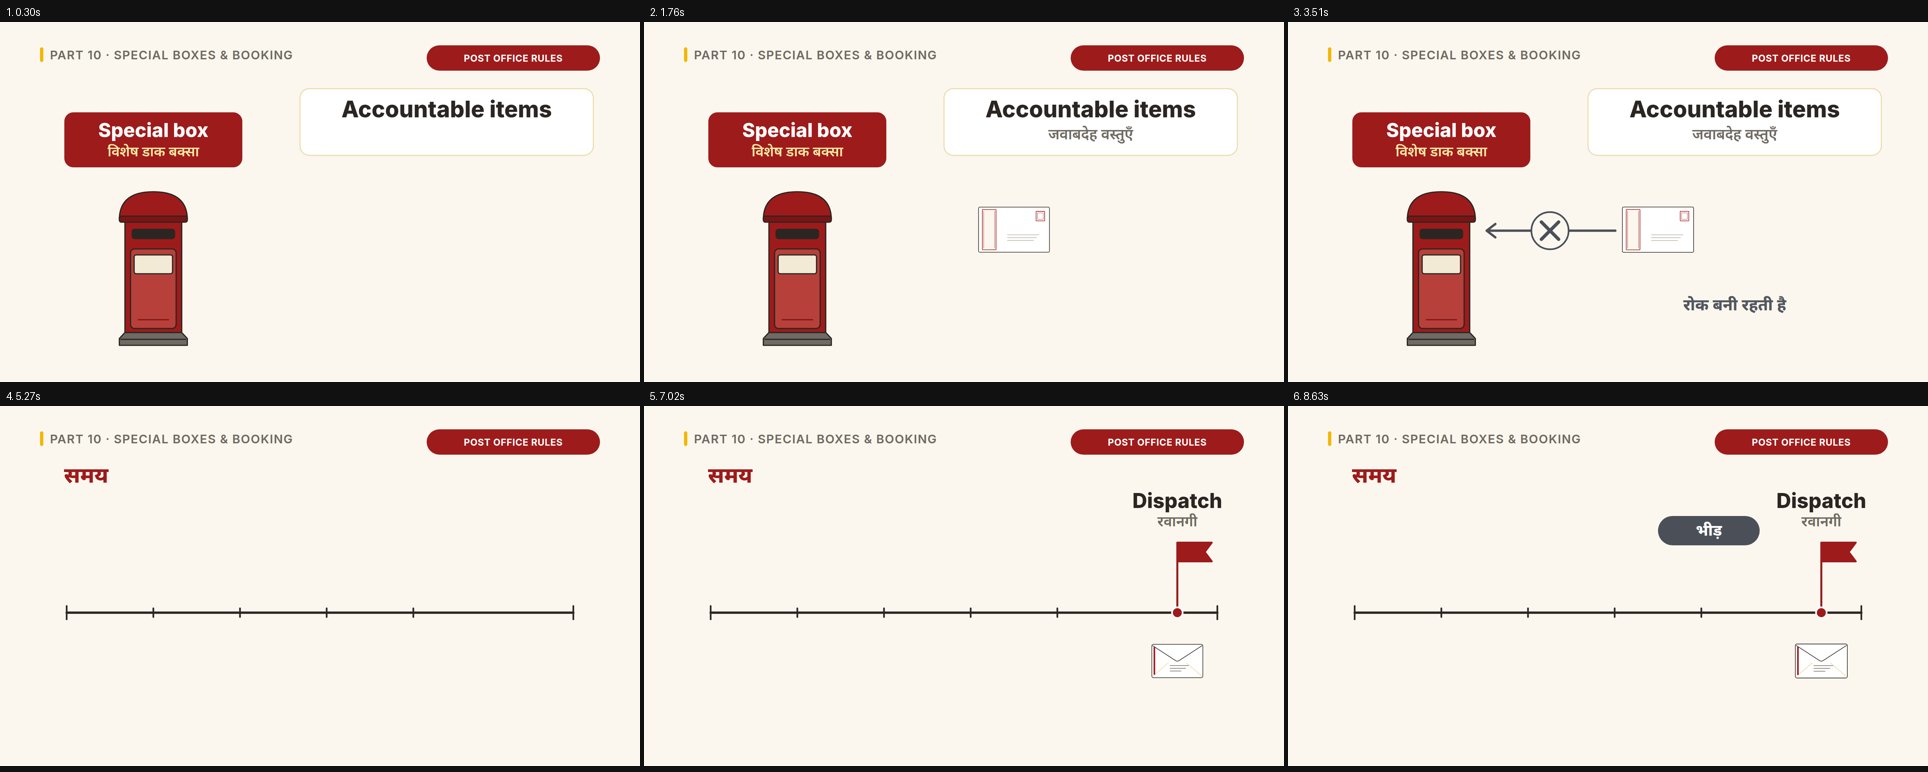 1. 0.30s
PART 10 · SPECIAL BOXES & BOOKING
POST OFFICE RULES
Accountable items
Special box
विशेष डाक बक्सा
2. 1.76s
PART 10 · SPECIAL BOXES & BOOKING
POST OFFICE RULES
Accountable items
जवाबदेह वस्तुएँ
Special box
विशेष डाक बक्सा
3. 3.51s
PART 10 · SPECIAL BOXES & BOOKING
POST OFFICE RULES
Accountable items
जवाबदेह वस्तुएँ
Special box
विशेष डाक बक्सा
रोक बनी रहती है
4. 5.27s
PART 10 · SPECIAL BOXES & BOOKING
POST OFFICE RULES
समय
5. 7.02s
PART 10 · SPECIAL BOXES & BOOKING
POST OFFICE RULES
समय
Dispatch
रवानगी
6. 8.63s
PART 10 · SPECIAL BOXES & BOOKING
POST OFFICE RULES
समय
Dispatch
रवानगी
भीड़